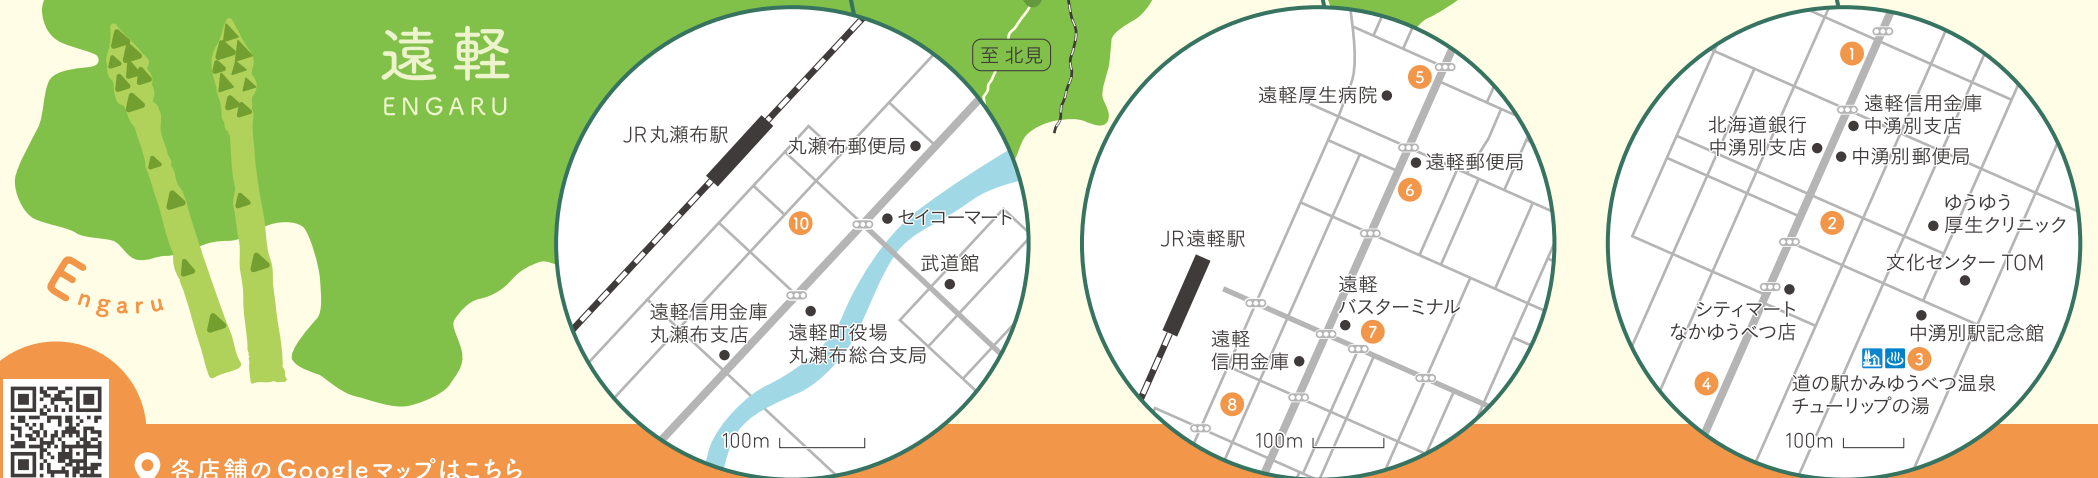 遠軽
ENGARU
Engaru
各店舗のGoogleマップはこちら
至 北見
JR丸瀬布駅
丸瀬布郵便局
10
セイコーマート
武道館
遠軽信用金庫
丸瀬布支店
遠軽町役場
丸瀬布総合支局
100m
5
遠軽厚生病院
遠軽郵便局
6
JR遠軽駅
遠軽
バスターミナル
7
遠軽
信用金庫
8
100m
1
遠軽信用金庫
中湧別支店
北海道銀行
中湧別支店
中湧別郵便局
2
ゆうゆう
厚生クリニック
文化センター TOM
シティマート
なかゆうべつ店
中湧別駅記念館
3
4
道の駅かみゆうべつ温泉
チューリップの湯
100m